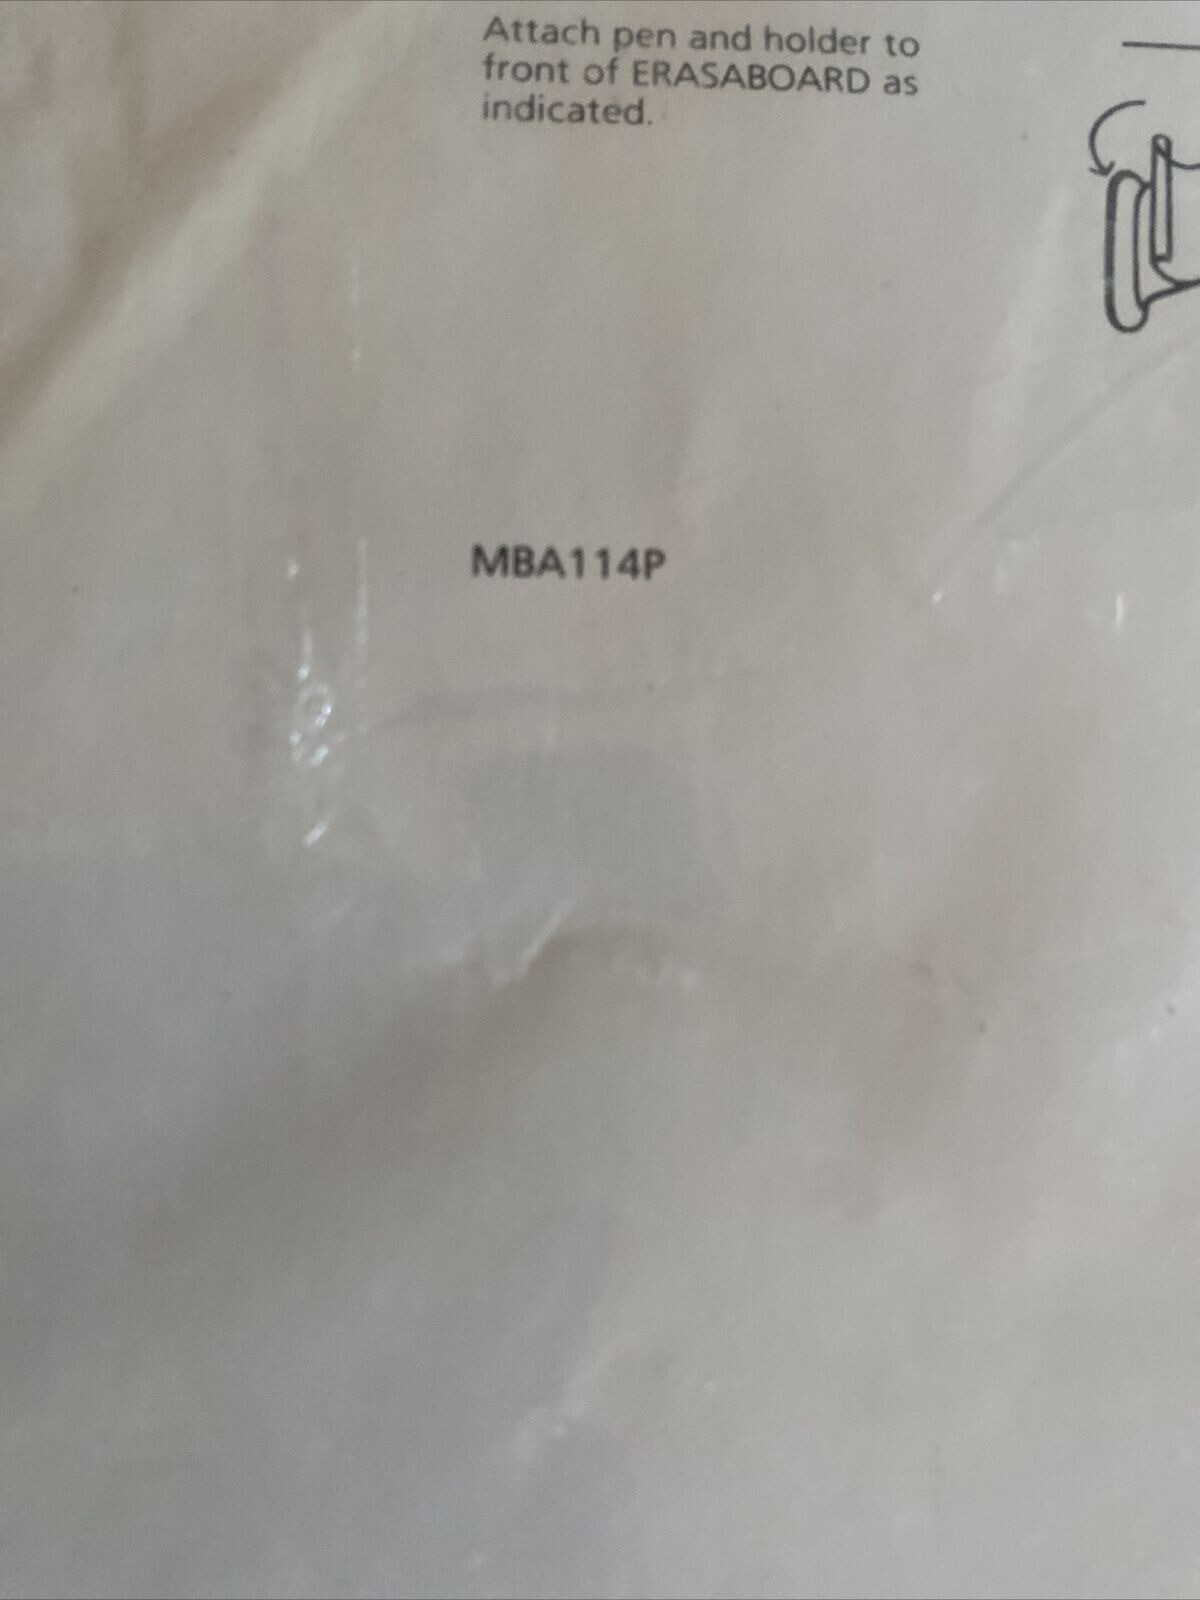 Attach pen and holder to
front of ERASABOARD as
indicated.
MBA114P